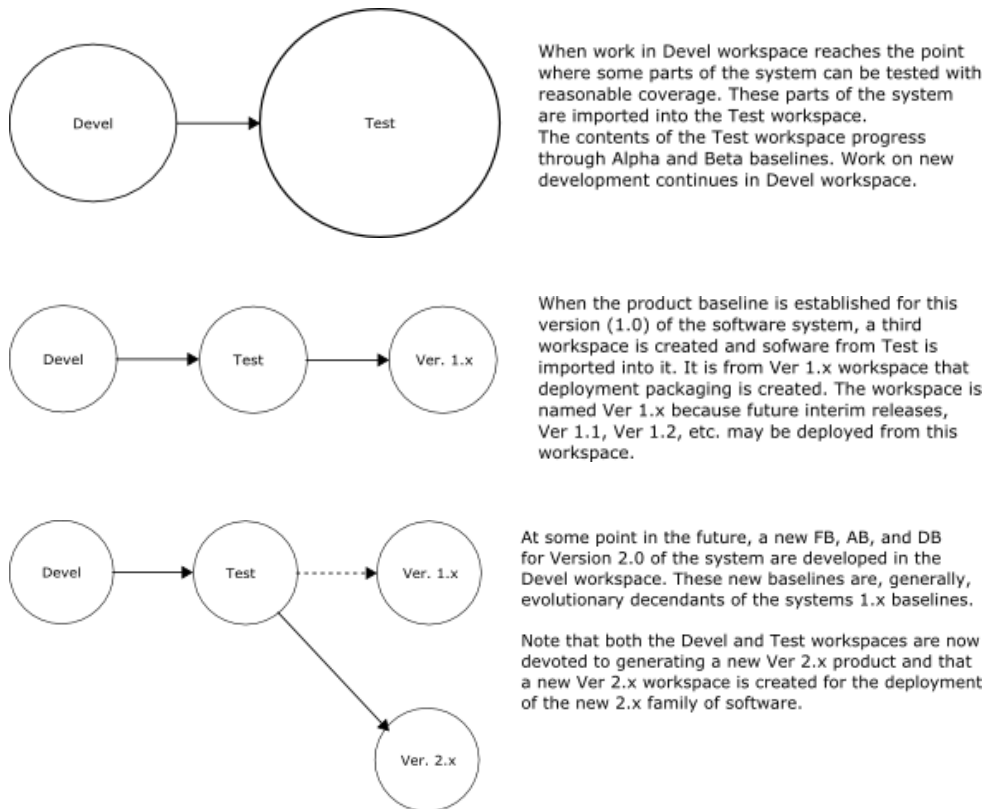 Devel
Test
When work in Devel workspace reaches the point
where some parts of the system can be tested with
reasonable coverage. These parts of the system
are imported into the Test workspace.
The contents of the Test workspace progress
through Alpha and Beta baselines. Work on new
development continues in Devel workspace.
Devel
Test
Ver. 1.x
When the product baseline is established for this
version (1.0) of the software system, a third
workspace is created and sofware from Test is
imported into it. It is from Ver 1.x workspace that
deployment packaging is created. The workspace is
named Ver 1.x because future interim releases,
Ver 1.1, Ver 1.2, etc. may be deployed from this
workspace.
Devel
Test
Ver. 1.x
Ver. 2.x
At some point in the future, a new FB, AB, and DB
for Version 2.0 of the system are developed in the
Devel workspace. These new baselines are, generally,
evolutionary decendants of the systems 1.x baselines.
Note that both the Devel and Test workspaces are now
devoted to generating a new Ver 2.x product and that
a new Ver 2.x workspace is created for the deployment
of the new 2.x family of software.